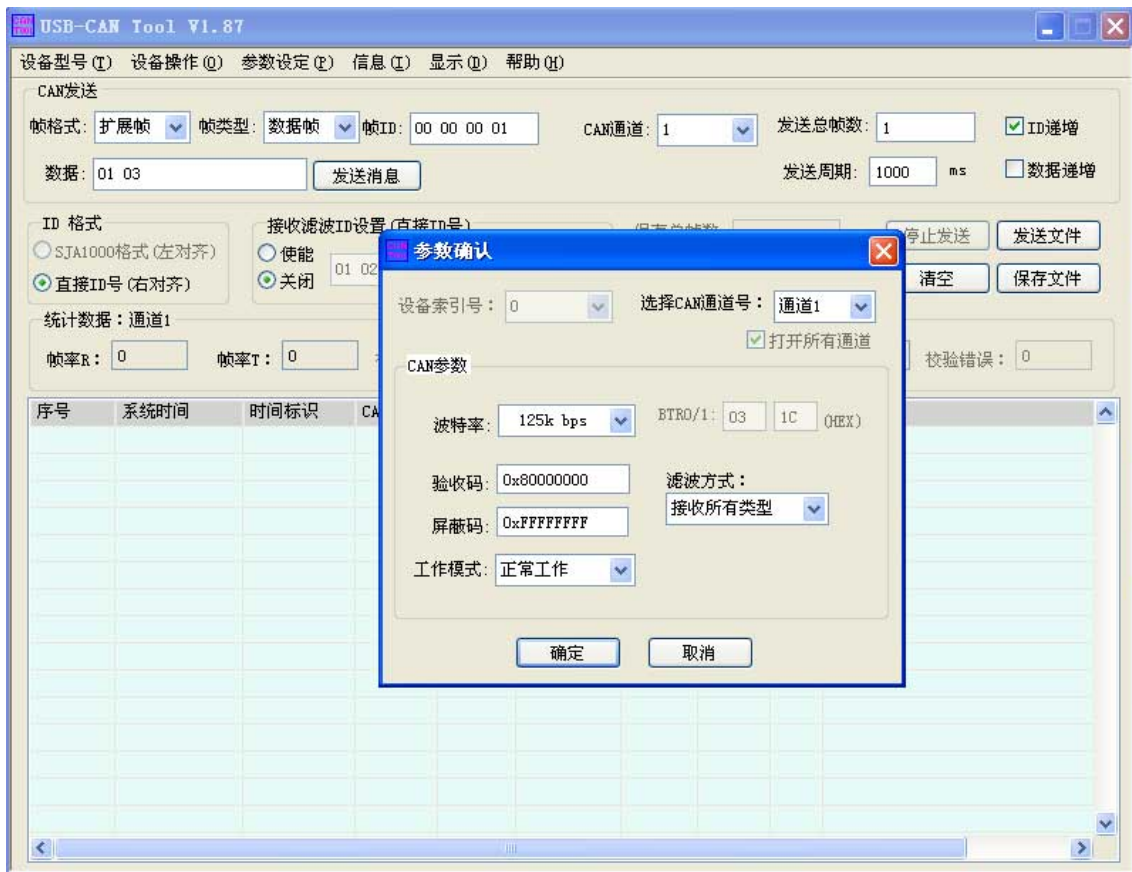 USB-CAN Tool V1.87
设备型号(T) 设备操作(O) 参数设定(P) 信息(I) 显示(D) 帮助(H)
CAN发送
帧格式: 扩展帧 帧类型: 数据帧 帧ID: 00 00 00 01 CAN通道: 1 发送总帧数: 1 ID递增
数据: 01 03 发送消息 发送周期: 1000 ms 数据递增
ID 格式 接收滤波ID设置(直接ID号)
SJA1000格式(左对齐) 使能 停止发送 发送文件
直接ID号(右对齐) 关闭 01 02 清空 保存文件
统计数据：通道1
帧率R： 0 帧率T： 0 校验错误： 0
序号 系统时间 时间标识 CA
参数确认
设备索引号： 0 选择CAN通道号： 通道1
打开所有通道
CAN参数
波特率: 125k bps BTR0/1: 03 1C (HEX)
验收码: 0x80000000 滤波方式：
屏蔽码: 0xFFFFFFFF 接收所有类型
工作模式: 正常工作
确定 取消